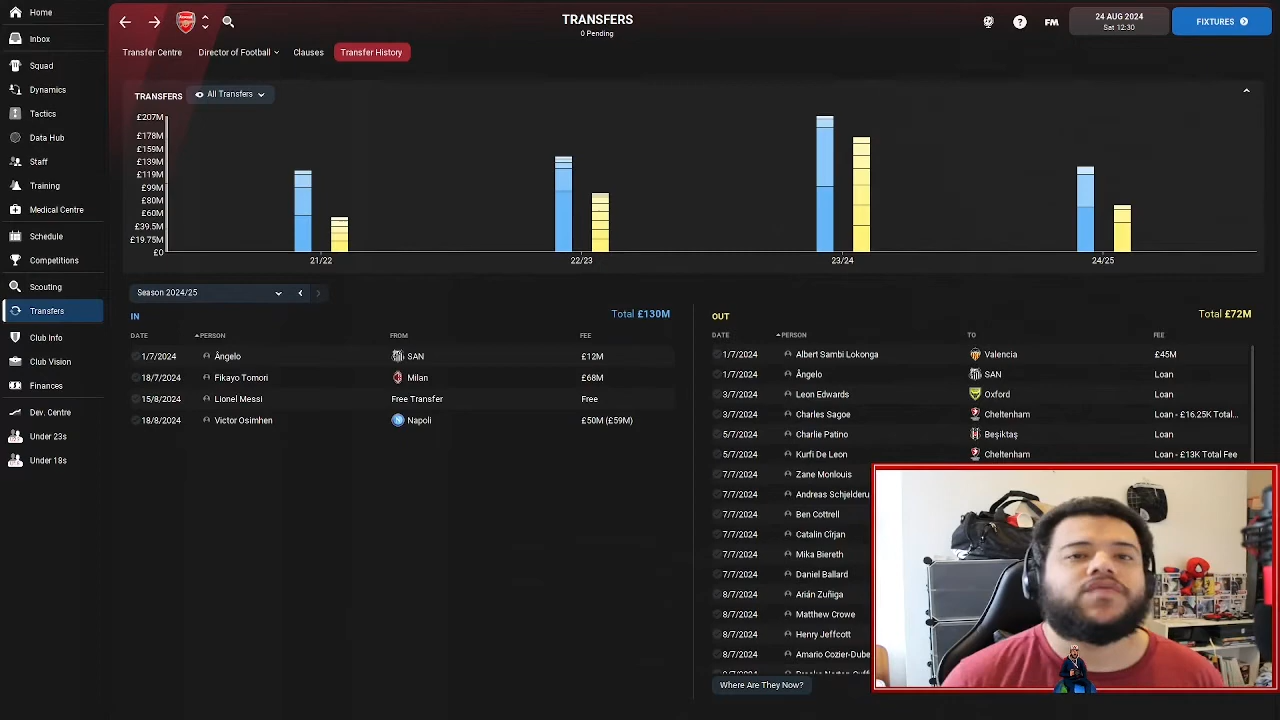 Home
Inbox
Squad
Dynamics
Tactics
Data Hub
Staff
Training
Medical Centre
Schedule
Competitions
Scouting
Transfers
Club Info
Club Vision
Finances
Dev. Centre
Under 23s
Under 18s
TRANSFERS
0 Pending
FM
24 AUG 2024
Sat 12:30
FIXTURES
Transfer Centre Director of Football Clauses Transfer History
TRANSFERS All Transfers
£207M
£178M
£159M
£139M
£119M
£99M
£80M
£60M
£39.5M
£19.75M
£0
21/22 22/23 23/24 24/25
Season 2024/25
IN Total £130M
DATE PERSON FROM FEE
1/7/2024 Ângelo SAN £12M
18/7/2024 Fikayo Tomori Milan £68M
15/8/2024 Lionel Messi Free Transfer Free
18/8/2024 Victor Osimhen Napoli £50M (£59M)
OUT Total £72M
DATE PERSON TO FEE
1/7/2024 Albert Sambi Lokonga Valencia £45M
1/7/2024 Ângelo SAN Loan
3/7/2024 Leon Edwards Oxford Loan
3/7/2024 Charles Sagoe Cheltenham Loan - £16.25K Total...
5/7/2024 Charlie Patino Beşiktaş Loan
5/7/2024 Kurfi De Leon Cheltenham Loan - £13K Total Fee
7/7/2024 Zane Monlouis
7/7/2024 Andreas Schjelderu
7/7/2024 Ben Cottrell
7/7/2024 Catalin Cîrjan
7/7/2024 Mika Biereth
7/7/2024 Daniel Ballard
8/7/2024 Arián Zuñiga
8/7/2024 Matthew Crowe
8/7/2024 Henry Jeffcott
8/7/2024 Amario Cozier-Dube
Where Are They Now?